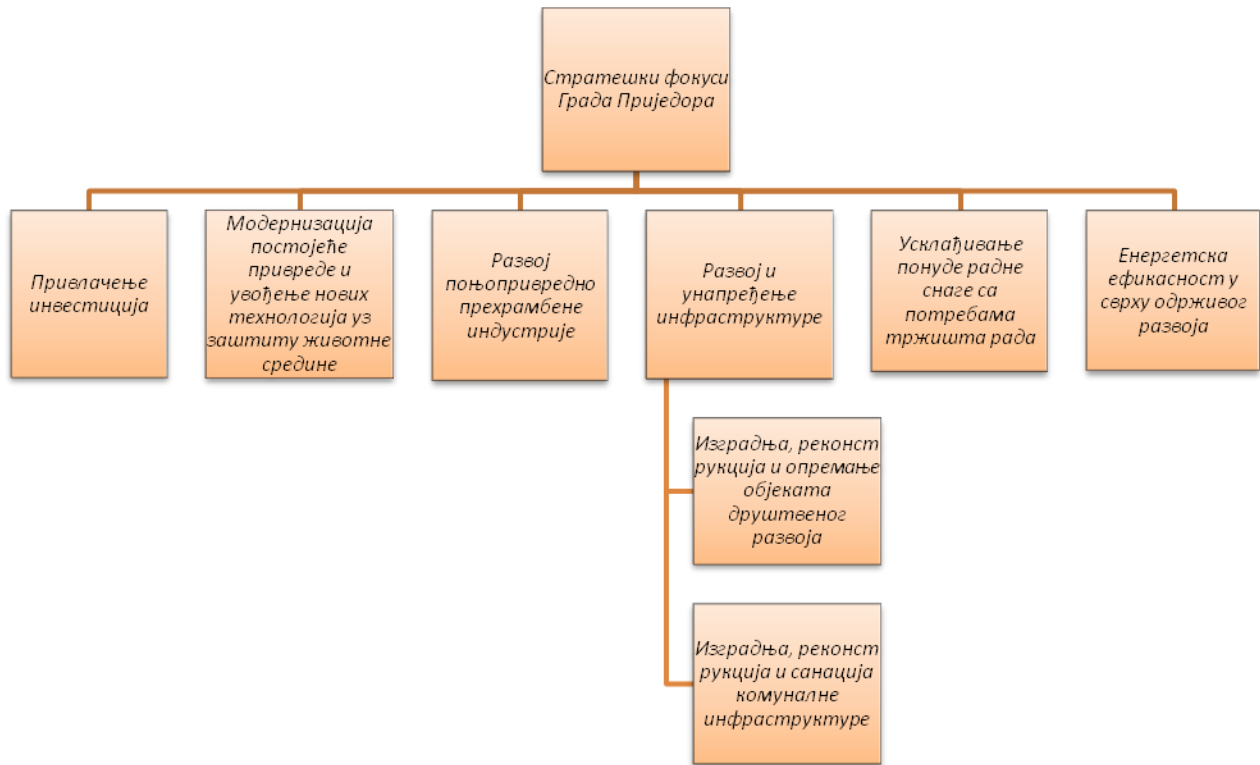 Стратешки фокуси
Града Приједора
Привлачење
инвестиција
Модернизација
постојеће
привреде и
увођење нових
технологија уз
заштиту животне
средине
Развој
пољопривредно
прехрамбене
индустрије
Развој и
унапређење
инфраструктуре
Усклађивање
понуде радне
снаге са
потребама
тржишта рада
Енергетска
ефикасност у
сврху одрживог
развоја
Изградња, реконст
рукција и опремање
објеката
друштвеног
развоја
Изградња, реконст
рукција и санација
комуналне
инфраструктуре